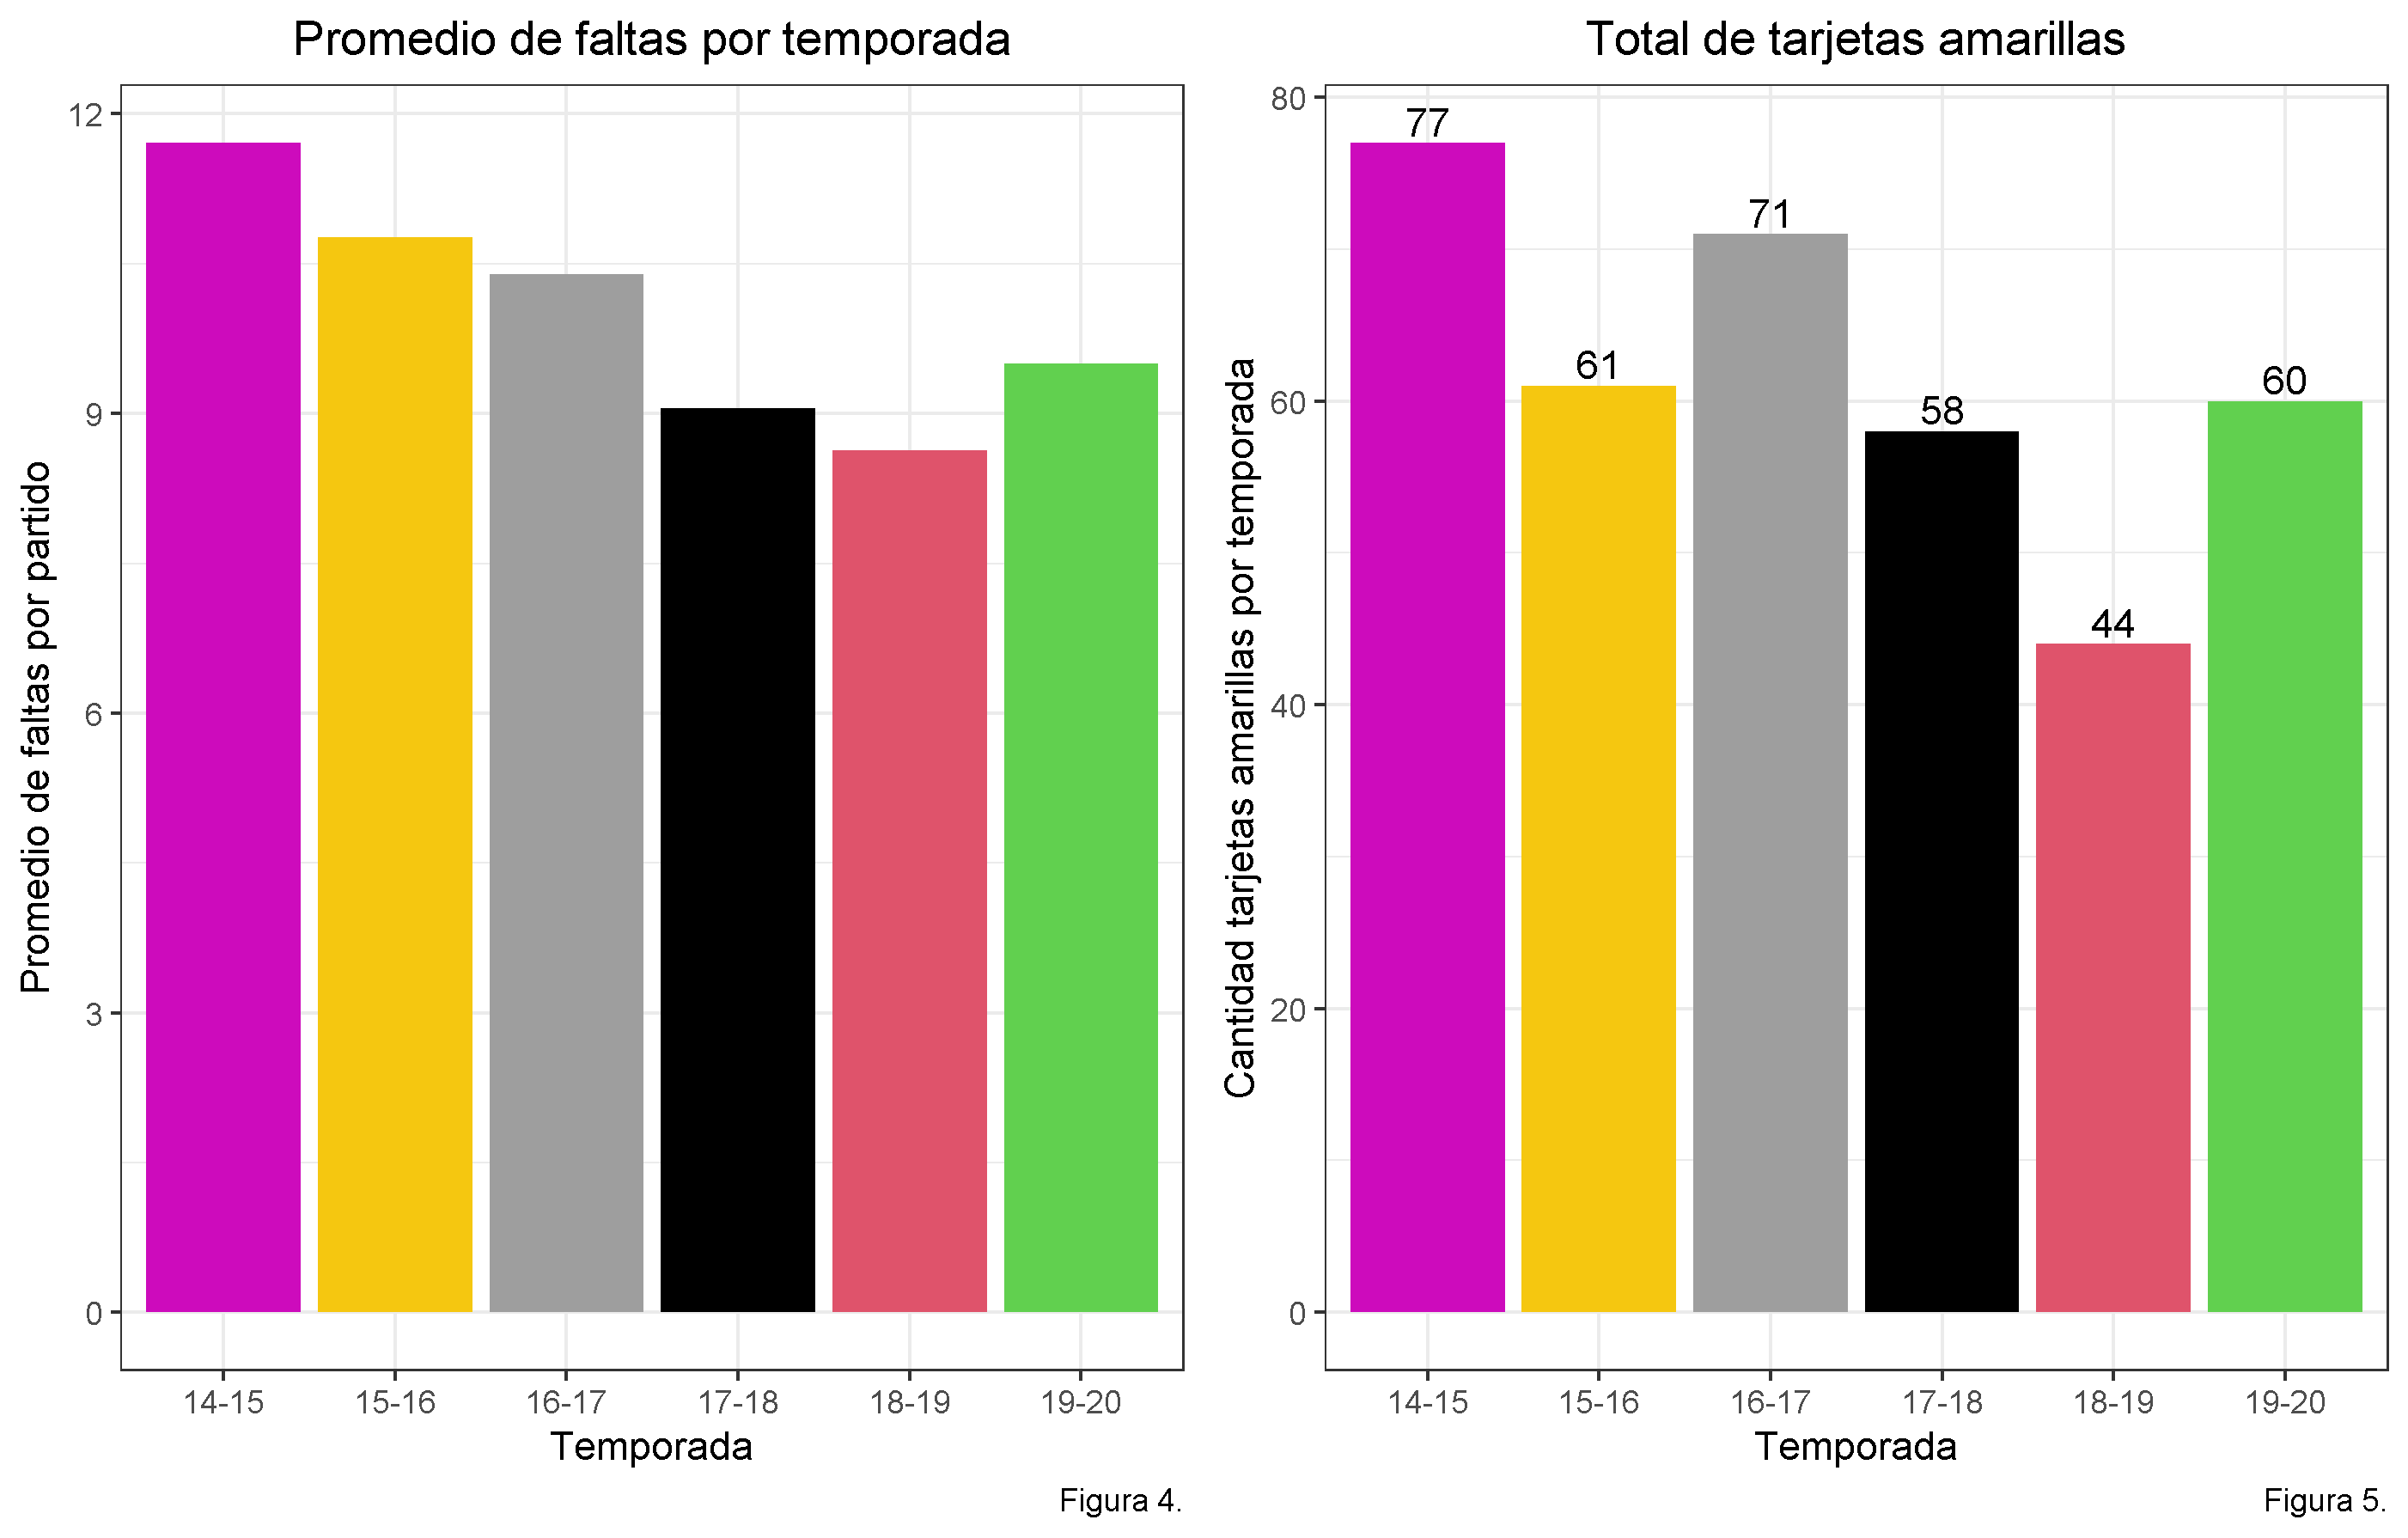 Promedio de faltas por temporada
Promedio de faltas por partido
12
9
6
3
0
14-15 15-16 16-17 17-18 18-19 19-20
Temporada
Figura 4.
Total de tarjetas amarillas
Cantidad tarjetas amarillas por temporada
80
60
40
20
0
77
61
71
58
44
60
14-15 15-16 16-17 17-18 18-19 19-20
Temporada
Figura 5.